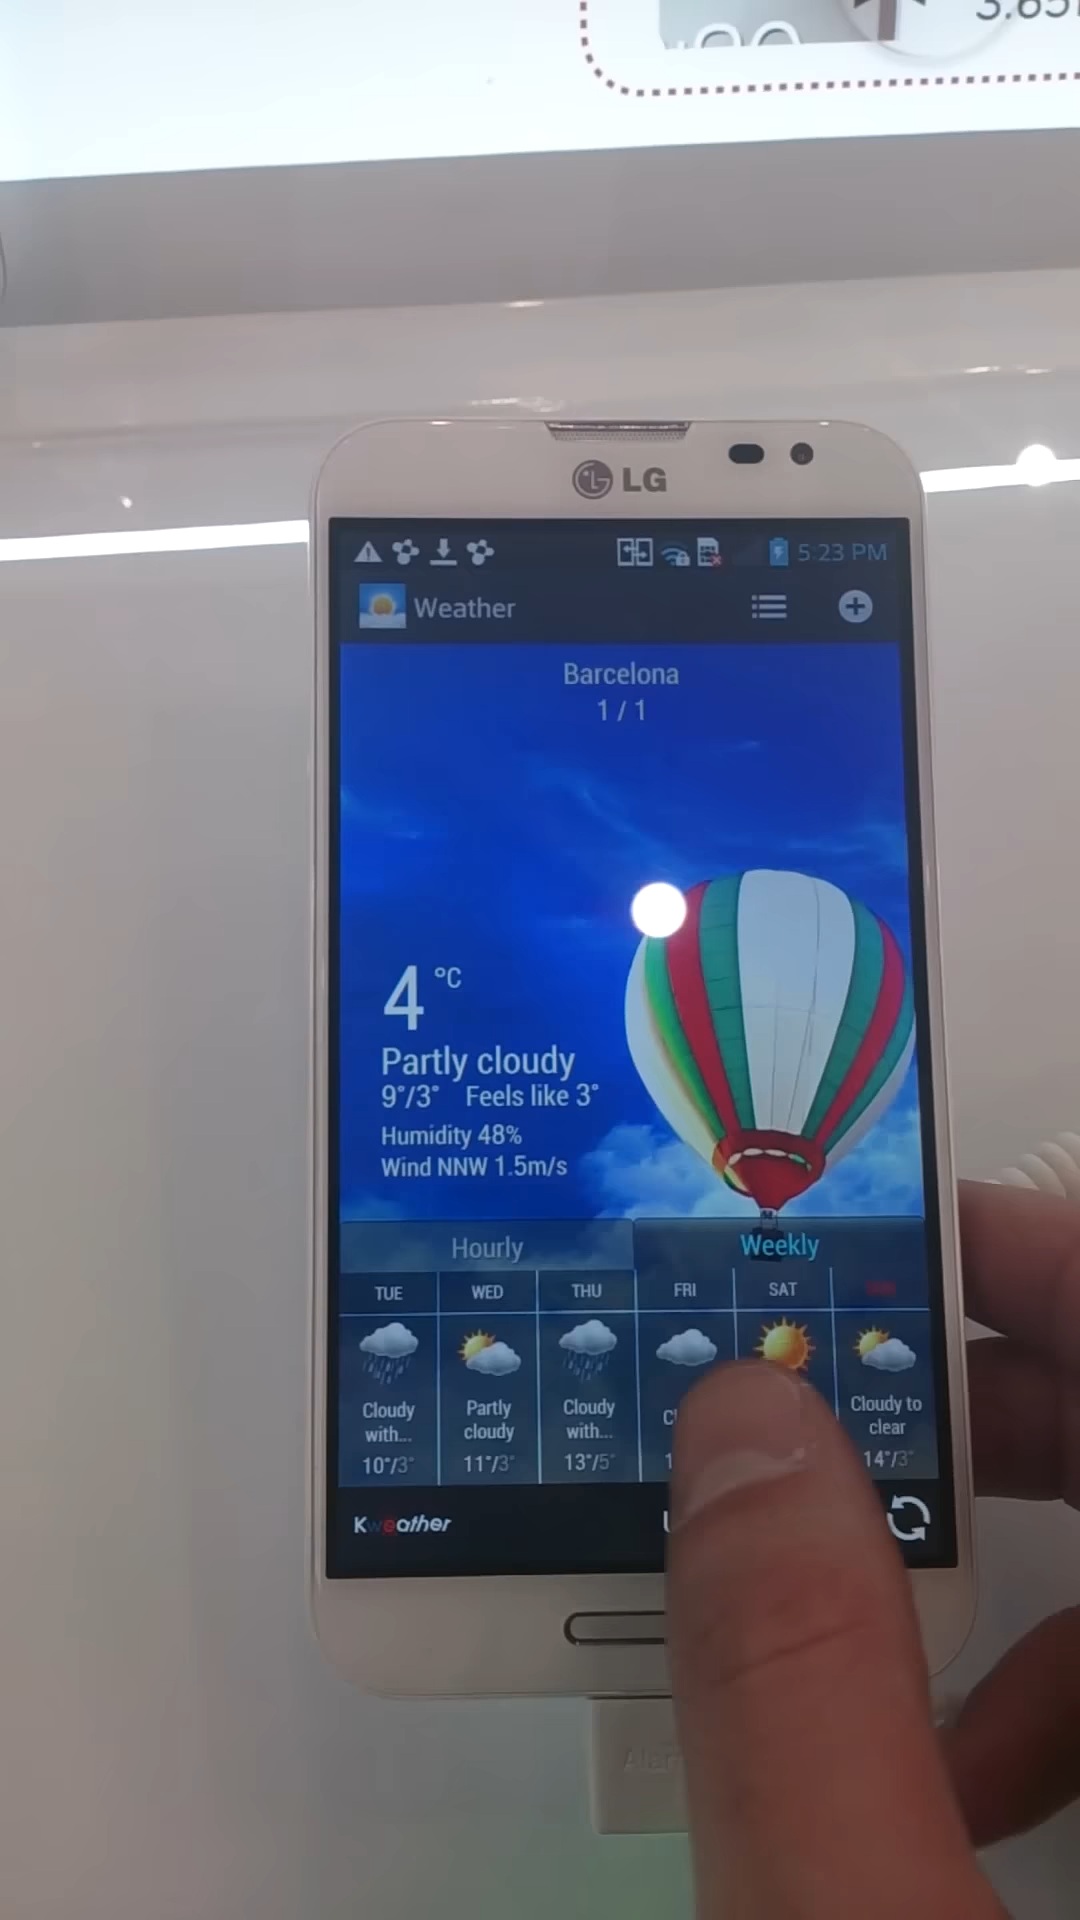 LG
5:23 PM
Weather
Barcelona
1 / 1
4 °C
Partly cloudy
9°/3° Feels like 3°
Humidity 48%
Wind NNW 1.5m/s
Hourly Weekly
TUE WED THU FRI SAT SUN
Cloudy with... Partly cloudy Cloudy with... Cloudy to clear
10°/3° 11°/3° 13°/5° 14°/3°
Kweather